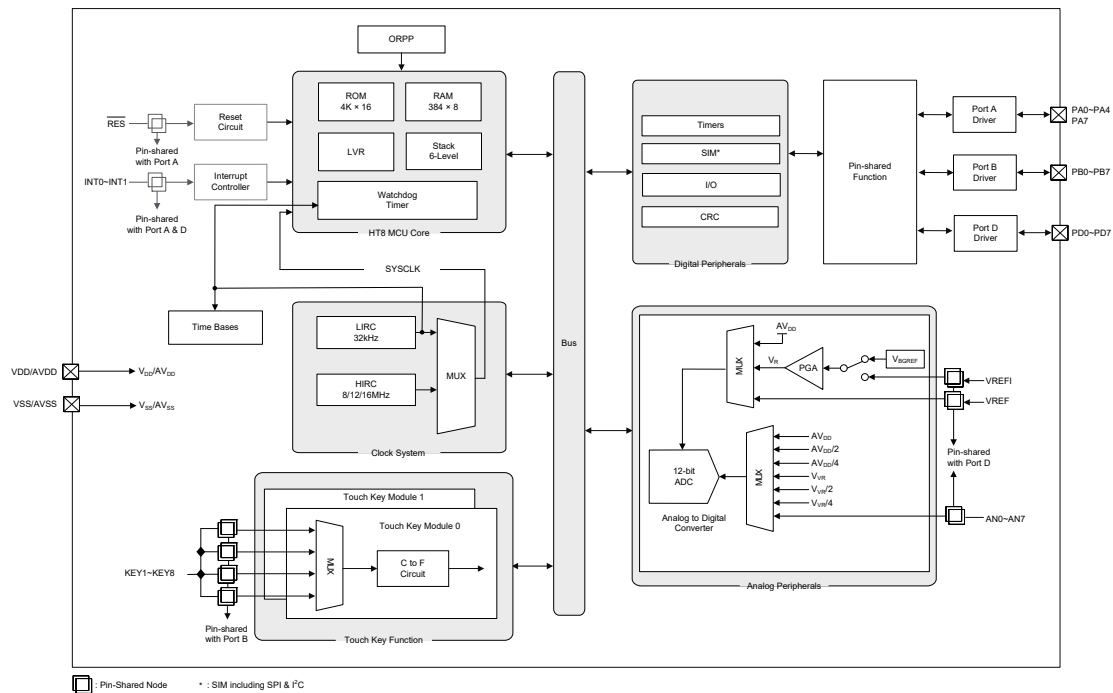 ORPP
ROM
4K × 16
RAM
384 × 8
LVR
Stack
6-Level
Watchdog
Timer
HT8 MCU Core
RES
Reset
Circuit
Pin-shared
with Port A
INT0~INT1
Interrupt
Controller
Pin-shared
with Port A & D
SYSCLK
Time Bases
LIRC
32kHz
HIRC
8/12/16MHz
MUX
Clock System
VDD/AVDD
VDD/AVDD
VSS/AVSS
VSS/AVSS
Touch Key Module 1
Touch Key Module 0
MUX
C to F
Circuit
KEY1~KEY8
Pin-shared
with Port B
Touch Key Function
Bus
Timers
SIM*
I/O
CRC
Digital Peripherals
Pin-shared
Function
Port A
Driver
PA0~PA4
PA7
Port B
Driver
PB0~PB7
Port D
Driver
PD0~PD7
AVDD
MUX
VR
PGA
VBGREF
VREFI
VREF
Pin-shared
with Port D
12-bit
ADC
Analog to Digital
Converter
MUX
AVDD
AVDD/2
AVDD/4
VVR
VVR/2
VVR/4
AN0~AN7
Analog Peripherals
: Pin-Shared Node
* : SIM including SPI & I²C